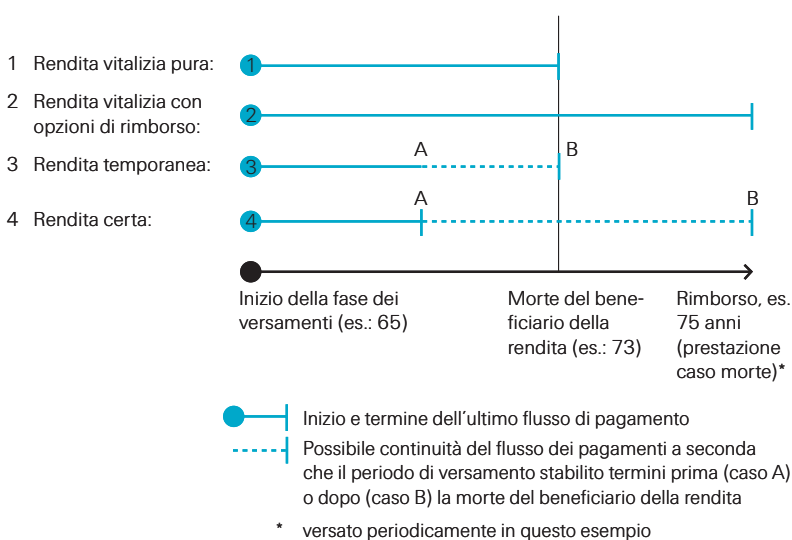 1 Rendita vitalizia pura: 1
2 Rendita vitalizia con
opzioni di rimborso: 2
A B
3 Rendita temporanea: 3
A B
4 Rendita certa: 4
Inizio della fase dei
versamenti (es.: 65)
Morte del bene-
ficiario della
rendita (es.: 73)
Rimborso, es.
75 anni
(prestazione
caso morte)*
Inizio e termine dell'ultimo flusso di pagamento
Possibile continuità del flusso dei pagamenti a seconda
che il periodo di versamento stabilito termini prima (caso A)
o dopo (caso B) la morte del beneficiario della rendita
* versato periodicamente in questo esempio